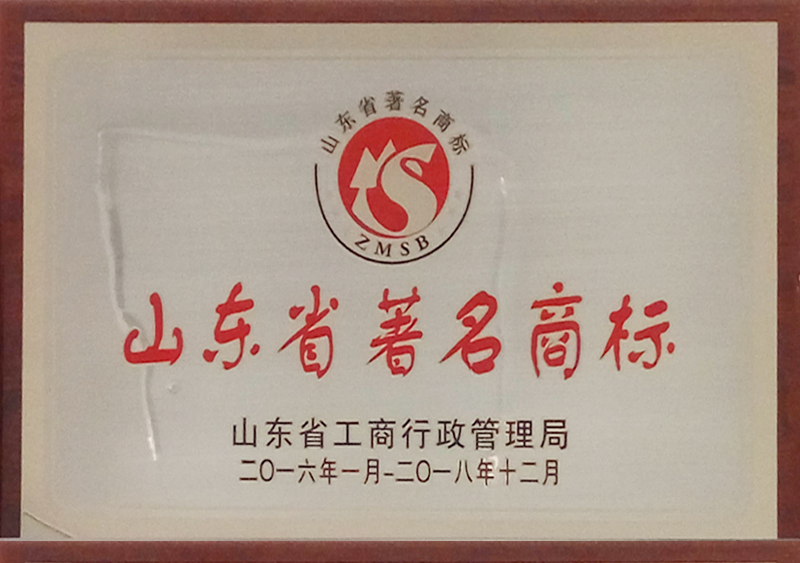 山东省著名商标
ZMSB
山东省著名商标
山东省工商行政管理局
二〇一六年一月-二〇一八年十二月